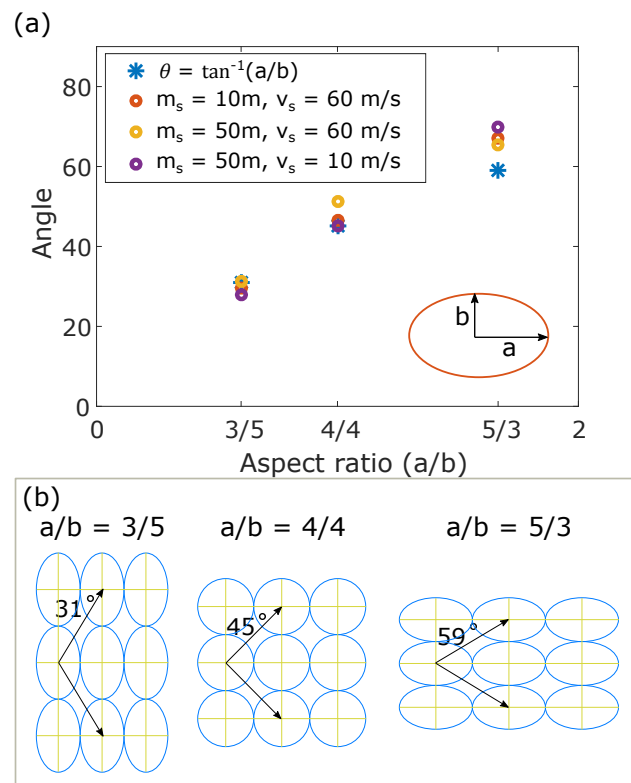 (a)
80
60
40
20
0
Angle
θ = tan⁻¹(a/b)
mₛ = 10m, vₛ = 60 m/s
mₛ = 50m, vₛ = 60 m/s
mₛ = 50m, vₛ = 10 m/s
b
a
0 3/5 4/4 5/3 2
Aspect ratio (a/b)
(b)
a/b = 3/5 a/b = 4/4 a/b = 5/3
31° 45° 59°